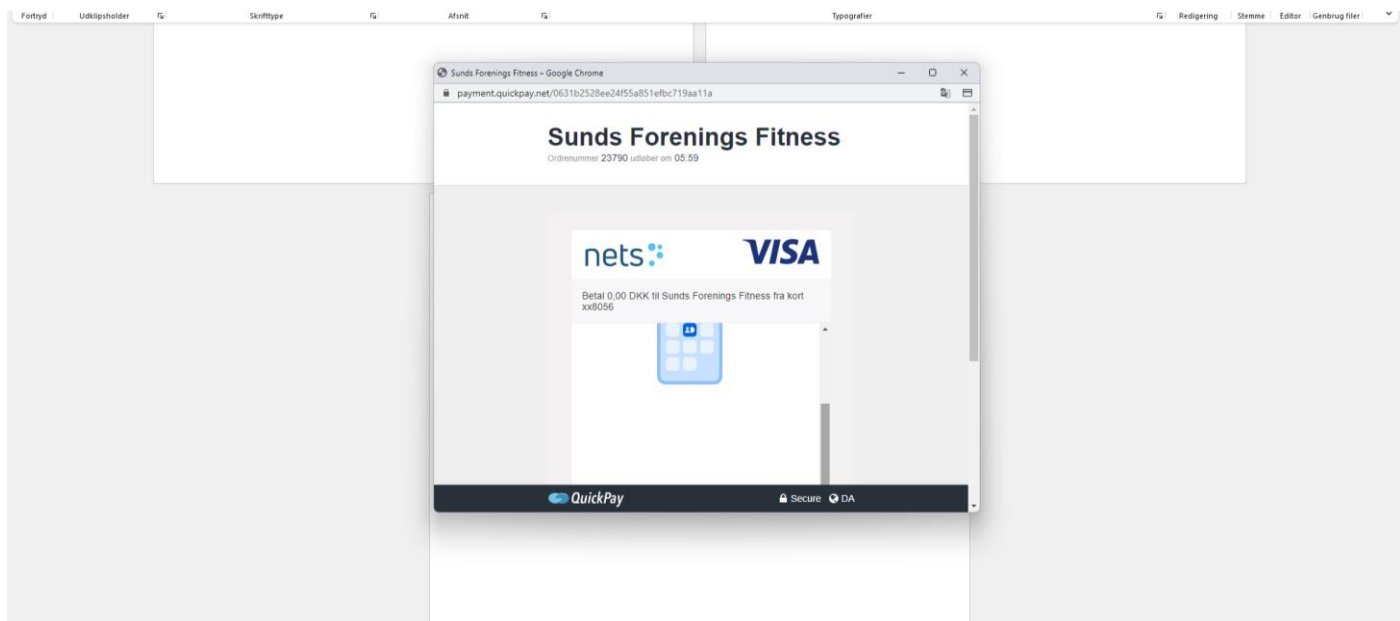 Fortryd Udklipsholder Skrifttype Afsnit Typografier Redigering Stemme Editor Genbrug filer
Sunds Forenings Fitness – Google Chrome
payment.quickpay.net/0631b2528ee24f55a851efbc719aa11a
Sunds Forenings Fitness
Ordrenummer 23790 udløber om 05:59
nets VISA
Betal 0,00 DKK til Sunds Forenings Fitness fra kort
xx8056
QuickPay Secure DA